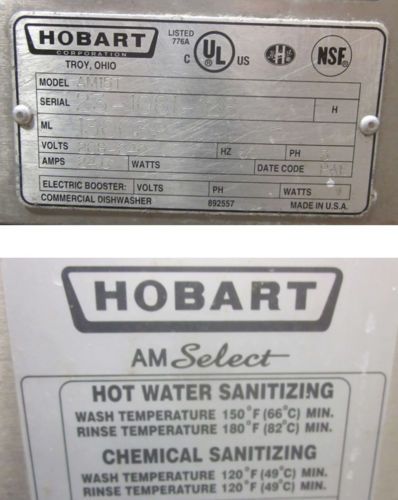 HOBART
CORPORATION
TROY, OHIO
LISTED
776A
C UL US
H
NSF
MODEL AM15T
SERIAL H
ML
VOLTS HZ PH
AMPS WATTS DATE CODE
ELECTRIC BOOSTER: VOLTS PH WATTS
COMMERCIAL DISHWASHER 892557 MADE IN U.S.A.
HOBART
AM Select
HOT WATER SANITIZING
WASH TEMPERATURE 150°F (66°C) MIN.
RINSE TEMPERATURE 180°F (82°C) MIN.
CHEMICAL SANITIZING
WASH TEMPERATURE 120°F (49°C) MIN.
RINSE TEMPERATURE 120°F (49°C) MIN.